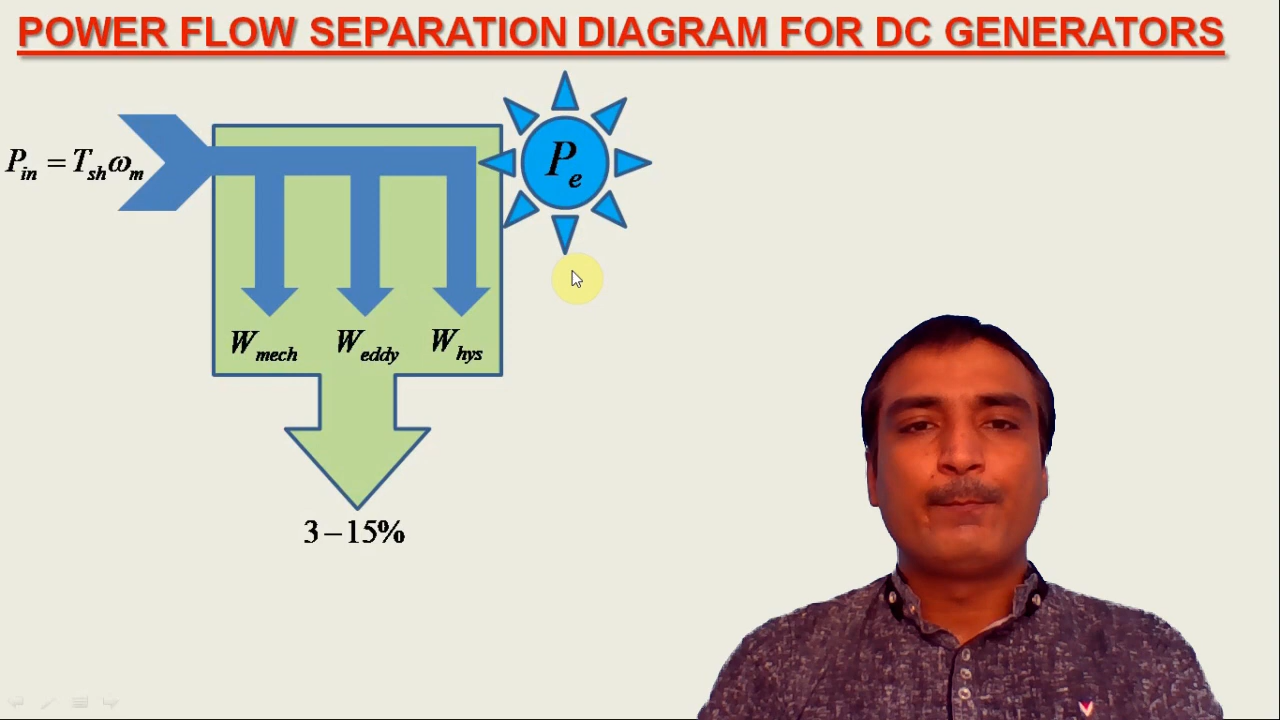 POWER FLOW SEPARATION DIAGRAM FOR DC GENERATORS
P_in = T_sh ω_m
P_e
W_mech W_eddy W_hys
3–15%